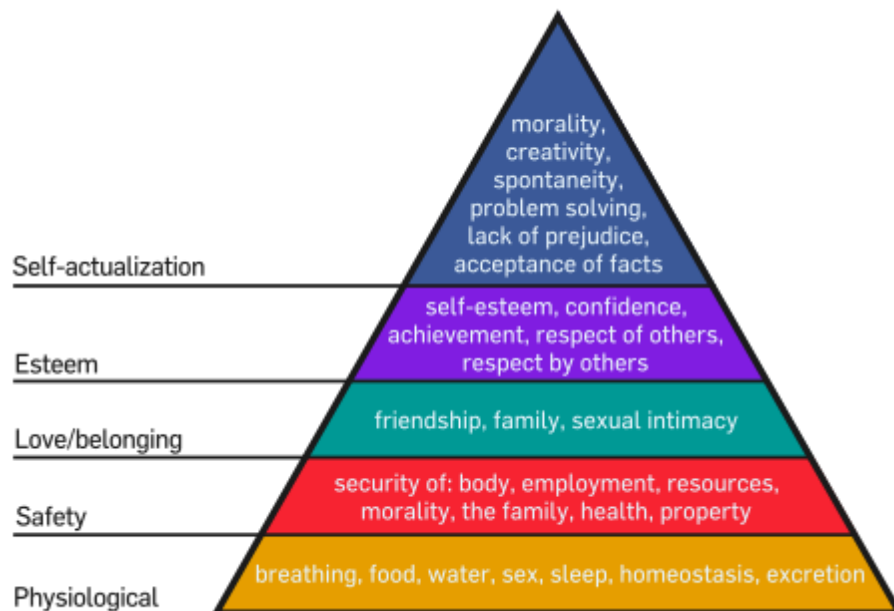 morality,
creativity,
spontaneity,
problem solving,
lack of prejudice,
acceptance of facts
Self-actualization
self-esteem, confidence,
achievement, respect of others,
respect by others
Esteem
friendship, family, sexual intimacy
Love/belonging
security of: body, employment, resources,
morality, the family, health, property
Safety
breathing, food, water, sex, sleep, homeostasis, excretion
Physiological